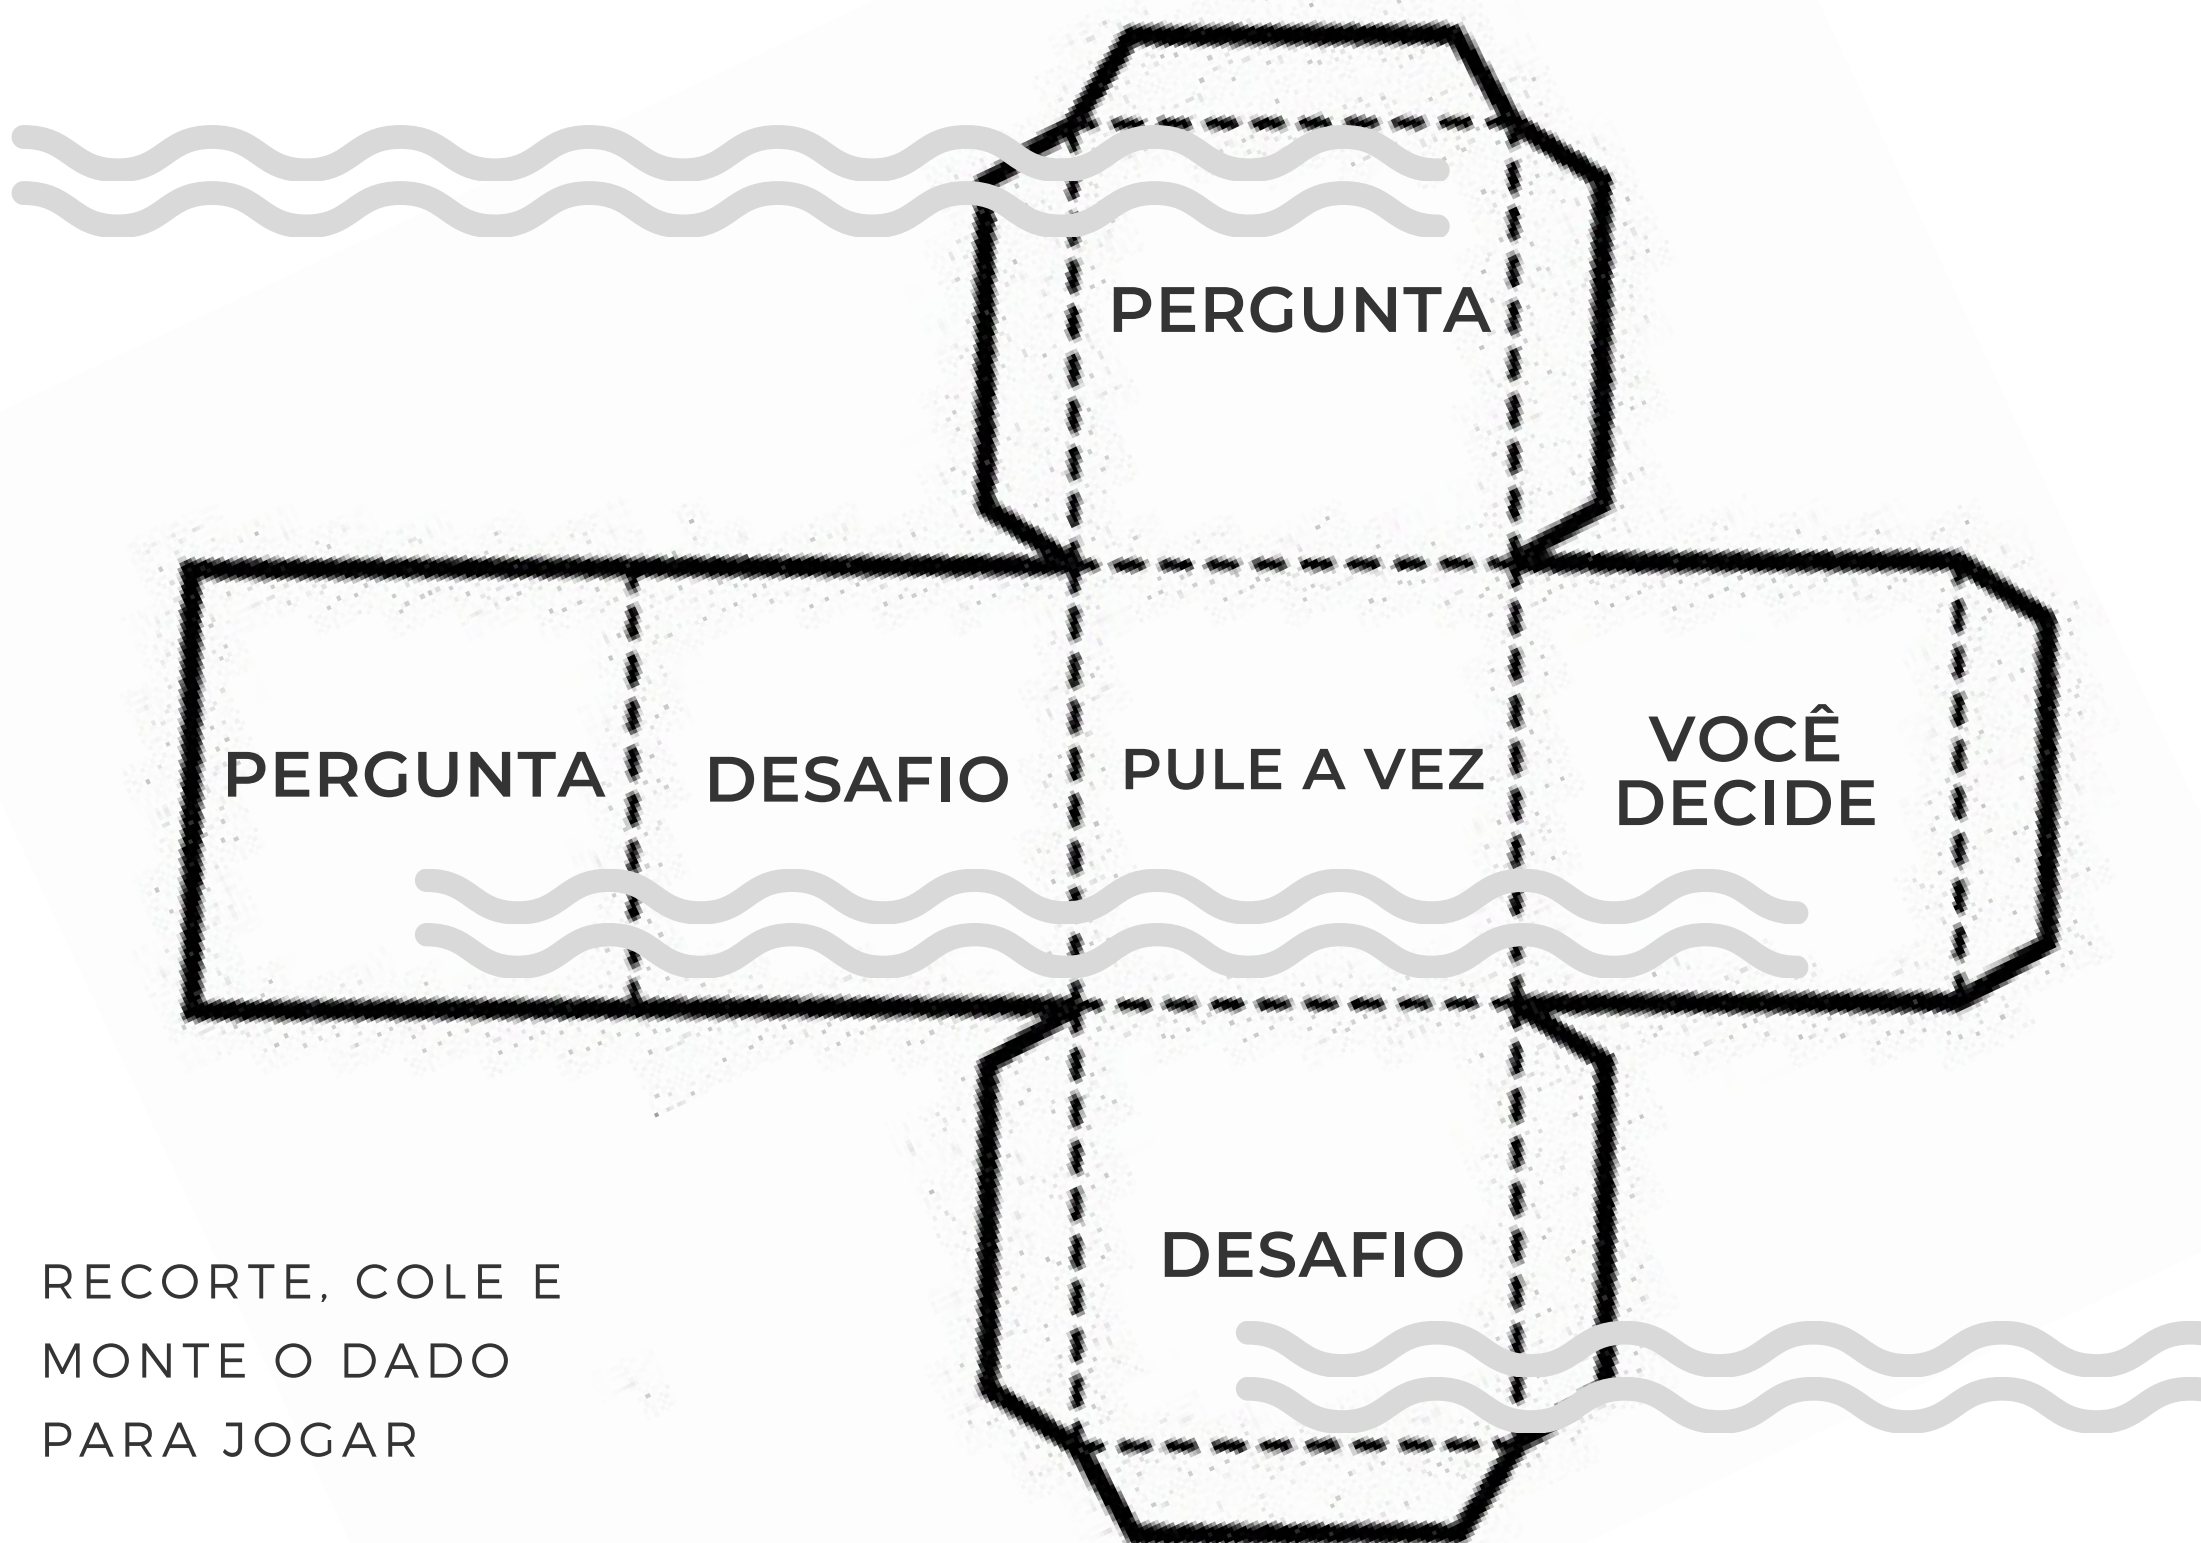 PERGUNTA
PERGUNTA
DESAFIO
PULE A VEZ
VOCÊ
DECIDE
DESAFIO
RECORTE, COLE E
MONTE O DADO
PARA JOGAR